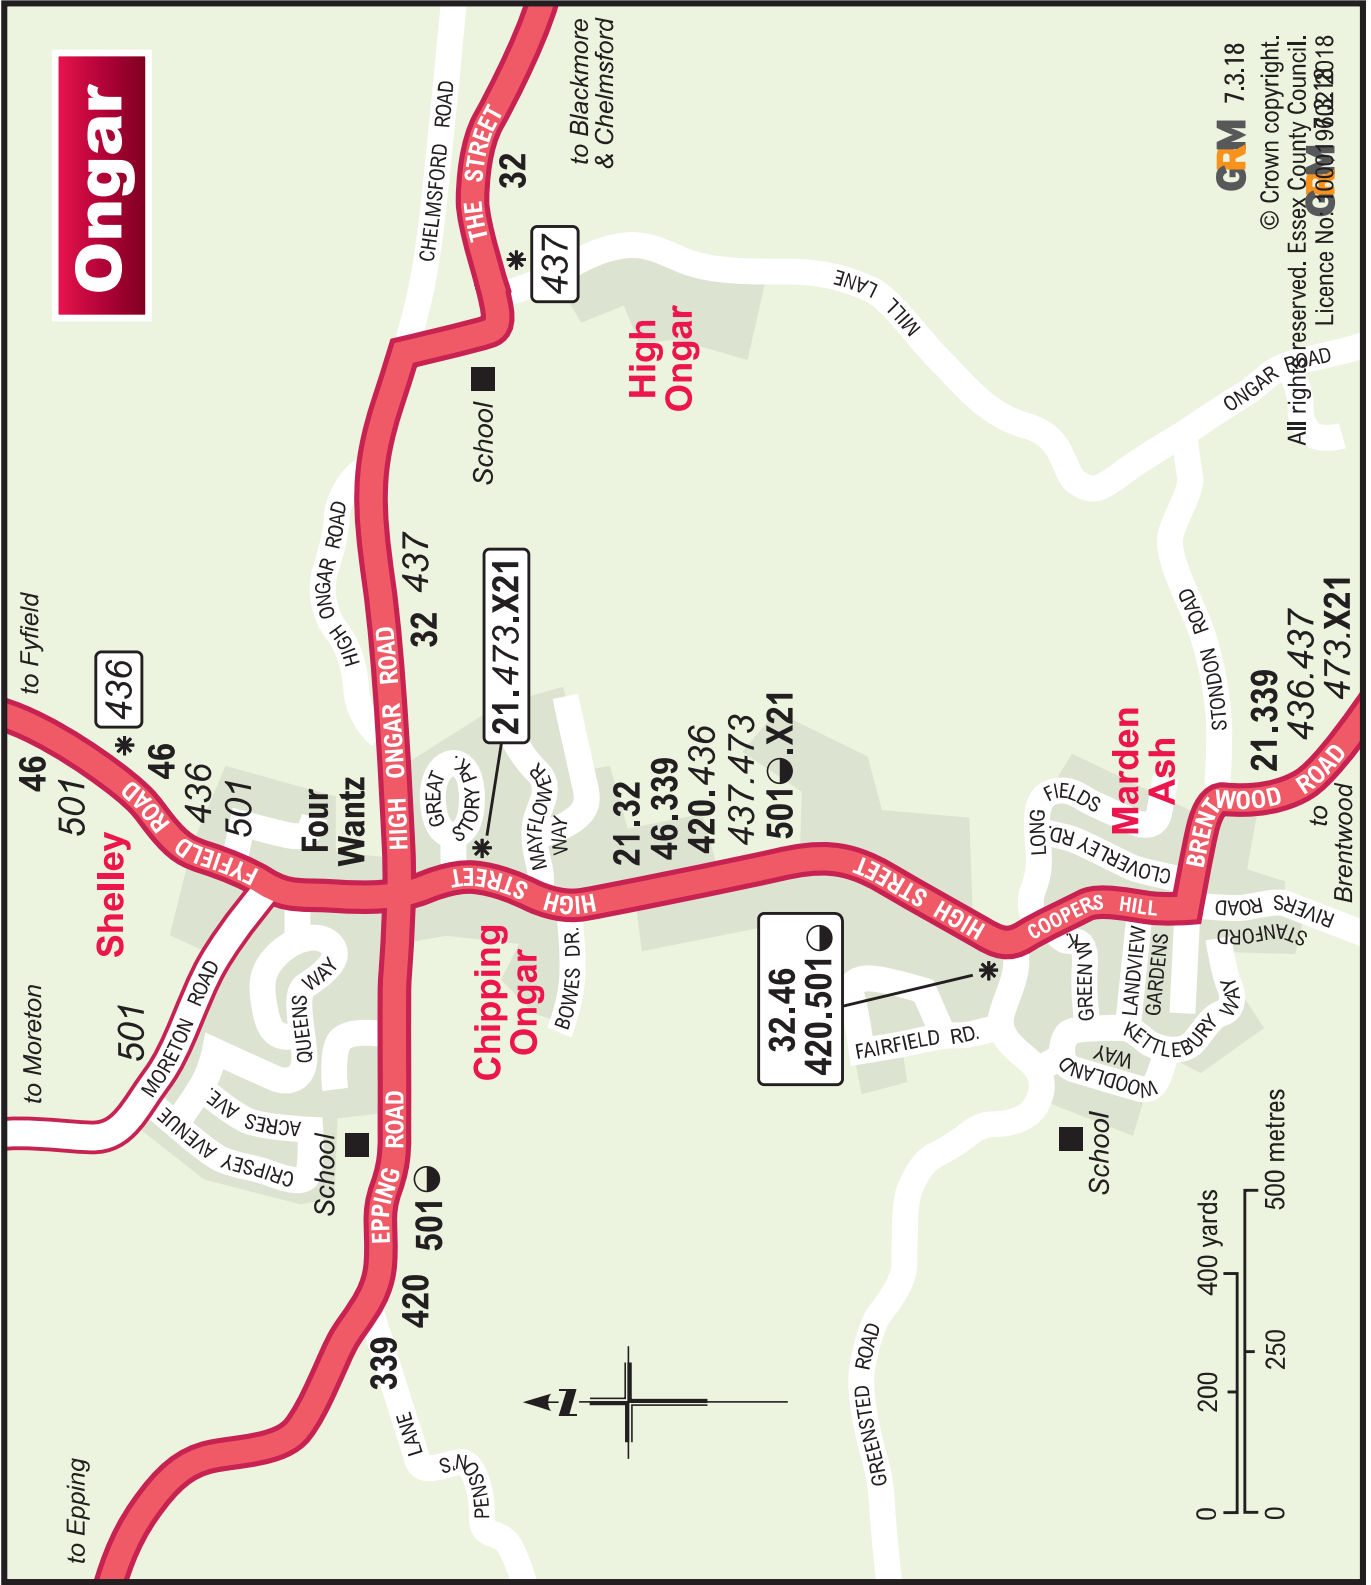 Ongar
to Epping
to Moreton
to Fyfield
46
501
436
46
436
501
Shelley
FYFIELD ROAD
501
MORETON ROAD
CRIPSEY AVENUE
ACRES AVE.
QUEENS WAY
School
Four
Wantz
HIGH ONGAR ROAD
HIGH ONGAR ROAD
32 437
CHELMSFORD ROAD
THE STREET
32
to Blackmore
& Chelmsford
437
School
High
Ongar
MILL LANE
EPPING ROAD
339
420
501
PENSON'S LANE
GREAT
STORY PK.
21.473.X21
MAYFLOWER
WAY
HIGH STREET
Chipping
Ongar
BOWES DR.
21.32
46.339
420.436
437.473
501.X21
HIGH STREET
32.46
420.501
FAIRFIELD RD.
GREENSTED ROAD
COOPERS HILL
LONG FIELDS
CLOVERLEY RD.
Marden
Ash
GREEN WK.
LANDVIEW
GARDENS
KETTLEBURY WAY
WOODLAND
WAY
School
STANFORD
RIVERS ROAD
BRENTWOOD ROAD
STONDON ROAD
ONGAR ROAD
21.339
436.437
473.X21
to
Brentwood
N
0 200 400 yards
0 250 500 metres
GRM 7.3.18
© Crown copyright.
All rights reserved. Essex County Council.
GRM
Licence No: